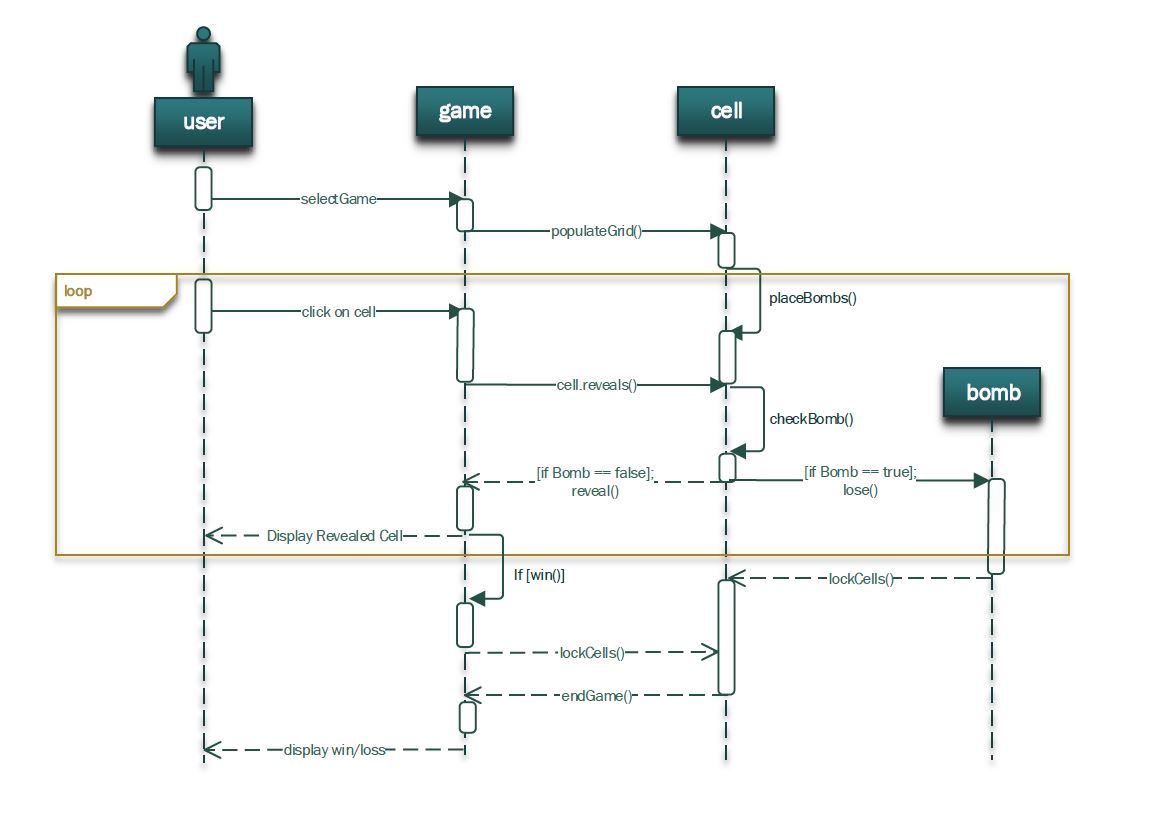 user
game
cell
selectGame
populateGrid()
loop
placeBombs()
click on cell
cell.reveals()
bomb
checkBomb()
[if Bomb == false];
reveal()
[if Bomb == true];
lose()
Display Revealed Cell
If [win()]
lockCells()
lockCells()
endGame()
display win/loss